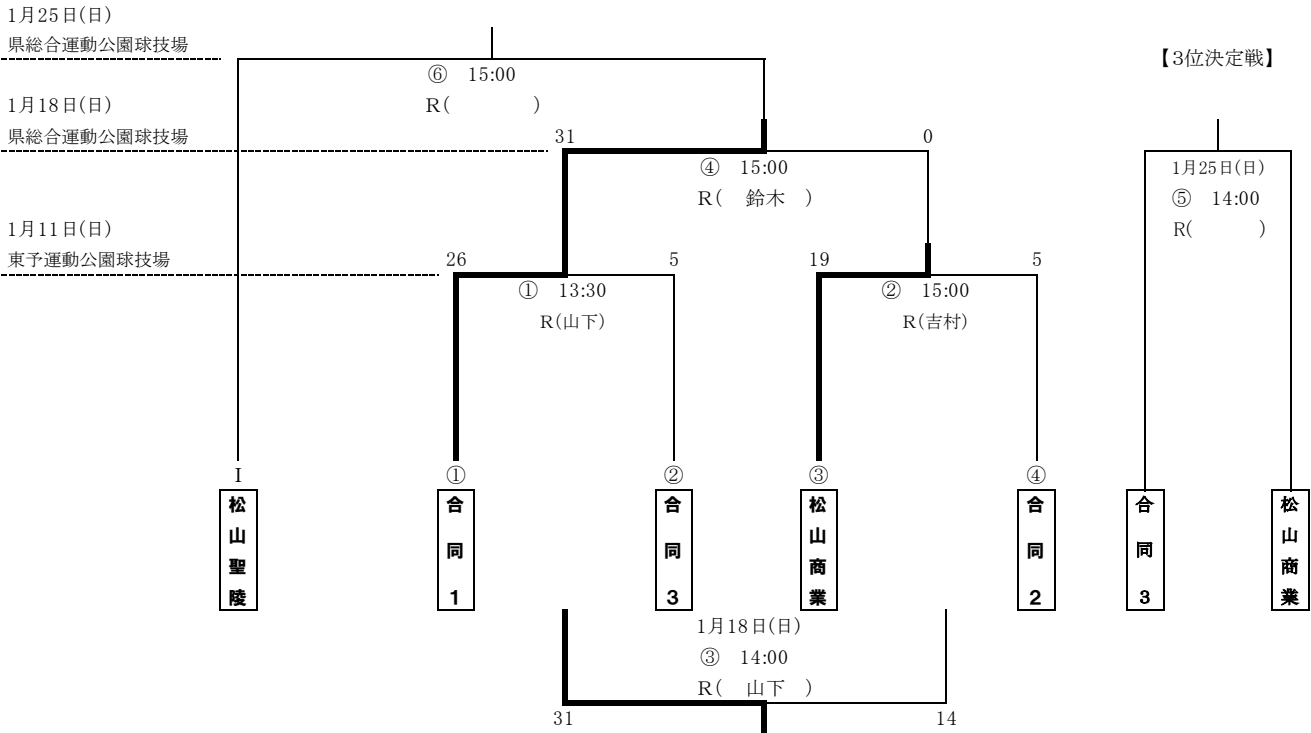 1月25日(日)
県総合運動公園球技場
【3位決定戦】
⑥ 15:00
R( )
1月18日(日)
県総合運動公園球技場
31
0
④ 15:00
R( 鈴木 )
1月25日(日)
⑤ 14:00
R( )
1月11日(日)
東予運動公園球技場
26
5
19
5
① 13:30
R(山下)
② 15:00
R(吉村)
I
①
②
③
④
松山聖陵
合同1
合同3
松山商業
合同2
合同3
松山商業
1月18日(日)
③ 14:00
R( 山下 )
31
14